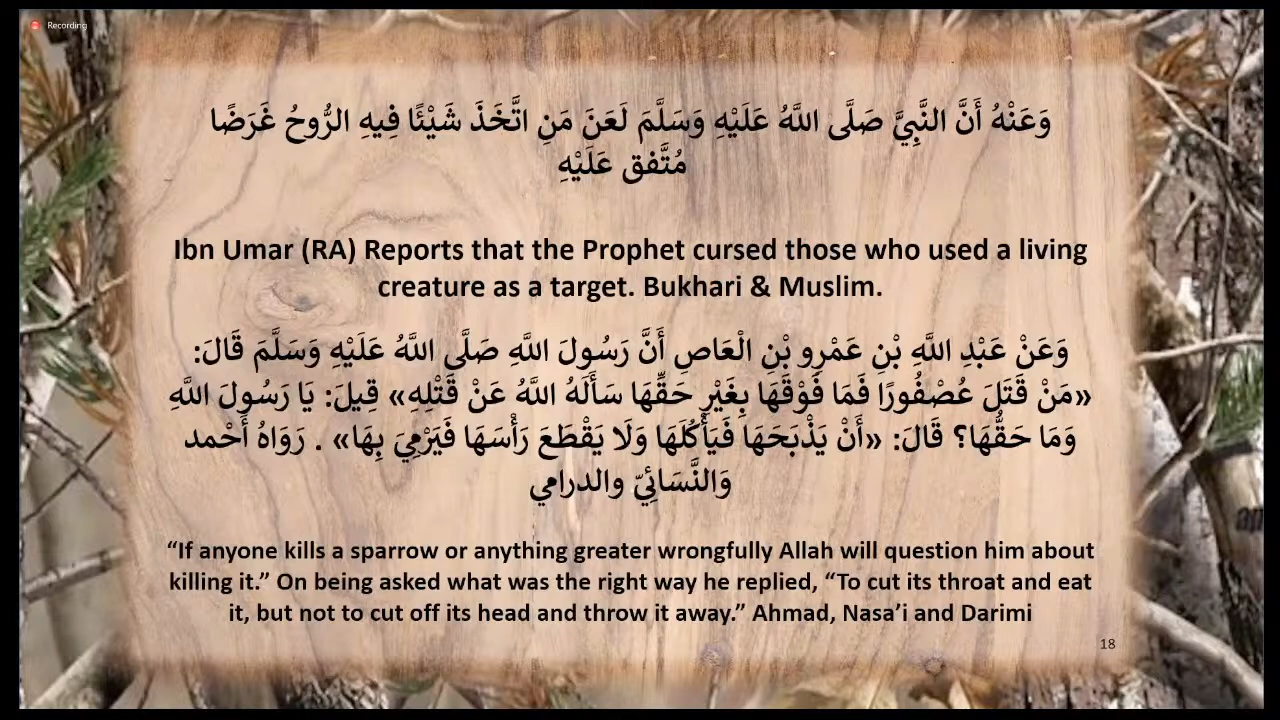 Recording
وَعَنْهُ أَنَّ النَّبِيَّ صَلَّى اللَّهُ عَلَيْهِ وَسَلَّمَ لَعَنَ مَنِ اتَّخَذَ شَيْئًا فِيهِ الرُّوحُ غَرَضًا
مُتَّفق عَلَيْهِ
Ibn Umar (RA) Reports that the Prophet cursed those who used a living
creature as a target. Bukhari & Muslim.
وَعَنْ عَبْدِ اللَّهِ بْنِ عَمْرِو بْنِ الْعَاصِ أَنَّ رَسُولَ اللَّهِ صَلَّى اللَّهُ عَلَيْهِ وَسَلَّمَ قَالَ:
«مَنْ قَتَلَ عُصْفُورًا فَمَا فَوْقَهَا بِغَيْرِ حَقِّهَا سَأَلَهُ اللَّهُ عَنْ قَتْلِهِ» قِيلَ: يَا رَسُولَ اللَّهِ
وَمَا حَقُّهَا؟ قَالَ: «أَنْ يَذْبَحَهَا فَيَأْكُلَهَا وَلَا يَقْطَعَ رَأْسَهَا فَيَرْمِيَ بِهَا» . رَوَاهُ أَحْمد
وَالنَّسَائِيّ والدرامي
“If anyone kills a sparrow or anything greater wrongfully Allah will question him about
killing it.” On being asked what was the right way he replied, “To cut its throat and eat
it, but not to cut off its head and throw it away.” Ahmad, Nasa’i and Darimi
18